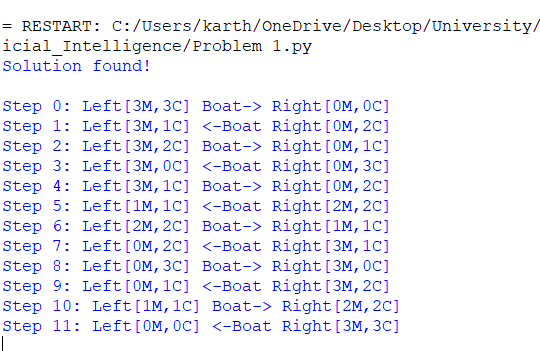 = RESTART: C:/Users/karth/OneDrive/Desktop/University/
icial_Intelligence/Problem 1.py
Solution found!
Step 0: Left[3M,3C] Boat-> Right[0M,0C]
Step 1: Left[3M,1C] <-Boat Right[0M,2C]
Step 2: Left[3M,2C] Boat-> Right[0M,1C]
Step 3: Left[3M,0C] <-Boat Right[0M,3C]
Step 4: Left[3M,1C] Boat-> Right[0M,2C]
Step 5: Left[1M,1C] <-Boat Right[2M,2C]
Step 6: Left[2M,2C] Boat-> Right[1M,1C]
Step 7: Left[0M,2C] <-Boat Right[3M,1C]
Step 8: Left[0M,3C] Boat-> Right[3M,0C]
Step 9: Left[0M,1C] <-Boat Right[3M,2C]
Step 10: Left[1M,1C] Boat-> Right[2M,2C]
Step 11: Left[0M,0C] <-Boat Right[3M,3C]